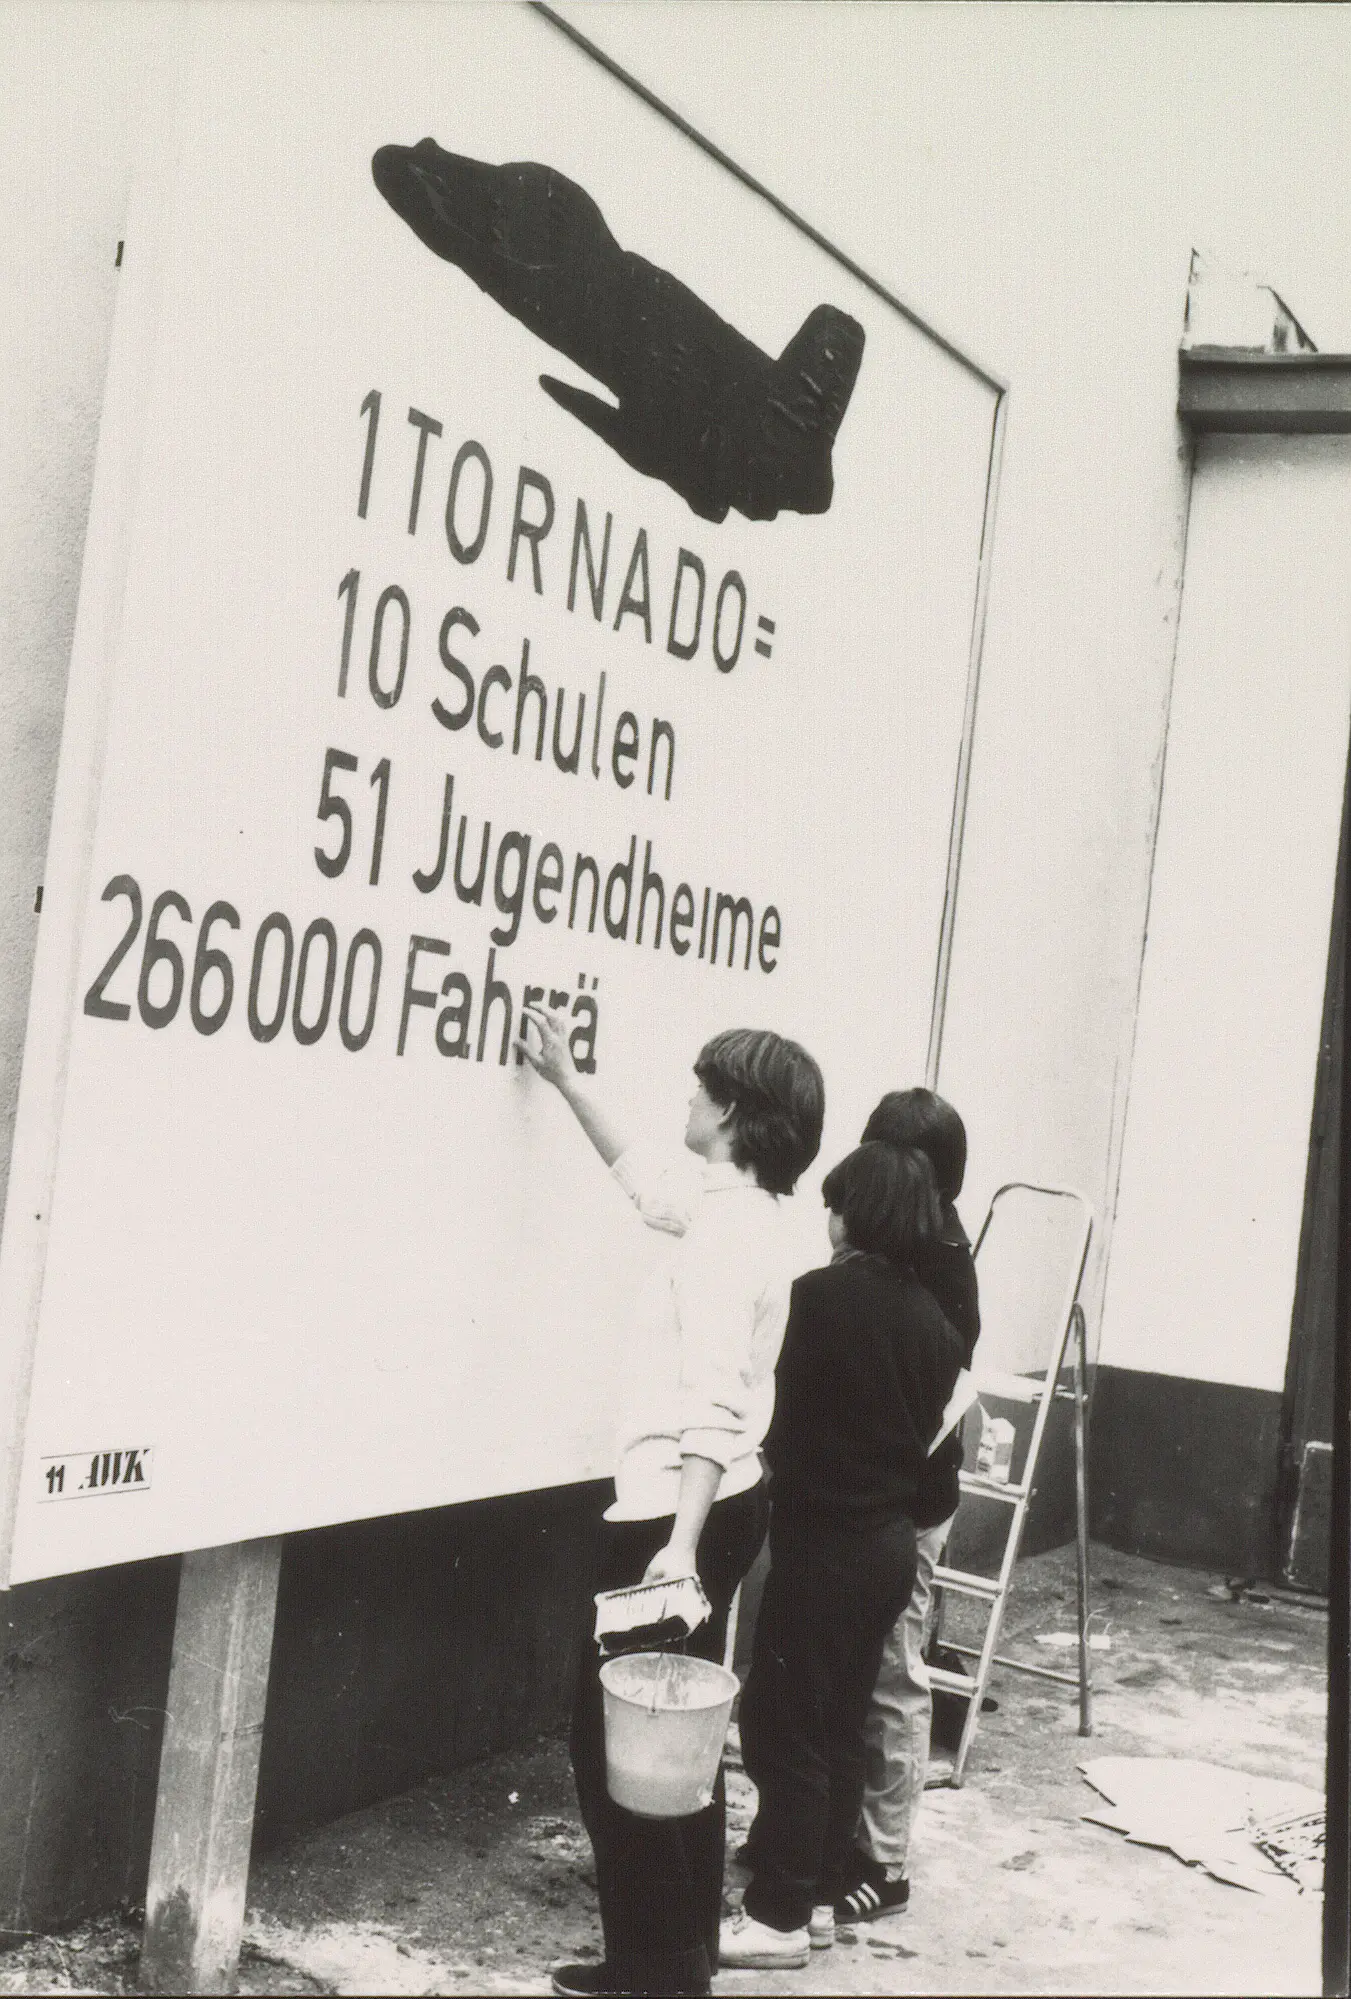 1 TORNADO=
10 Schulen
51 Jugendheime
266000 Fahrrä
11 AWK